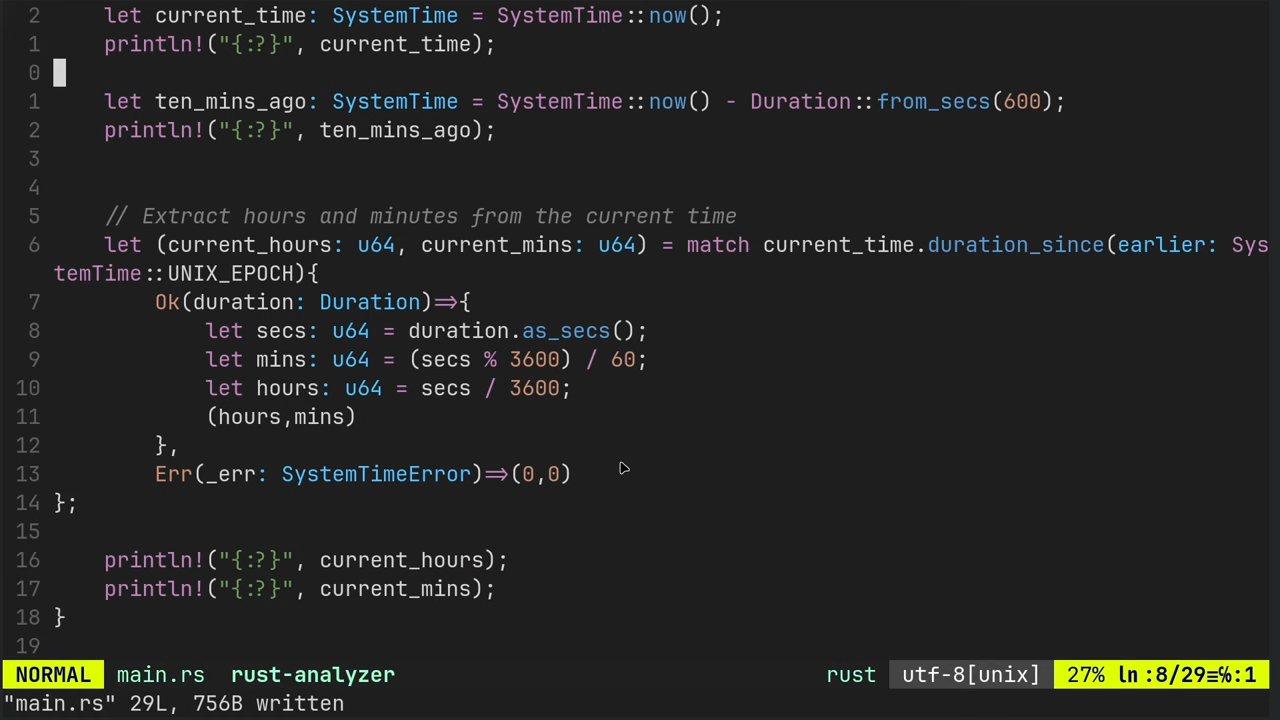 2 let current_time: SystemTime = SystemTime::now();
1 println!("{:?}", current_time);
0
1 let ten_mins_ago: SystemTime = SystemTime::now() - Duration::from_secs(600);
2 println!("{:?}", ten_mins_ago);
3
4
5 // Extract hours and minutes from the current time
6 let (current_hours: u64, current_mins: u64) = match current_time.duration_since(earlier: Sys
temTime::UNIX_EPOCH){
7 Ok(duration: Duration)=>{
8 let secs: u64 = duration.as_secs();
9 let mins: u64 = (secs % 3600) / 60;
10 let hours: u64 = secs / 3600;
11 (hours,mins)
12 },
13 Err(_err: SystemTimeError)=>(0,0)
14 };
15
16 println!("{:?}", current_hours);
17 println!("{:?}", current_mins);
18 }
19
NORMAL main.rs rust-analyzer rust utf-8[unix] 27% ln:8/29≡℅:1
"main.rs" 29L, 756B written